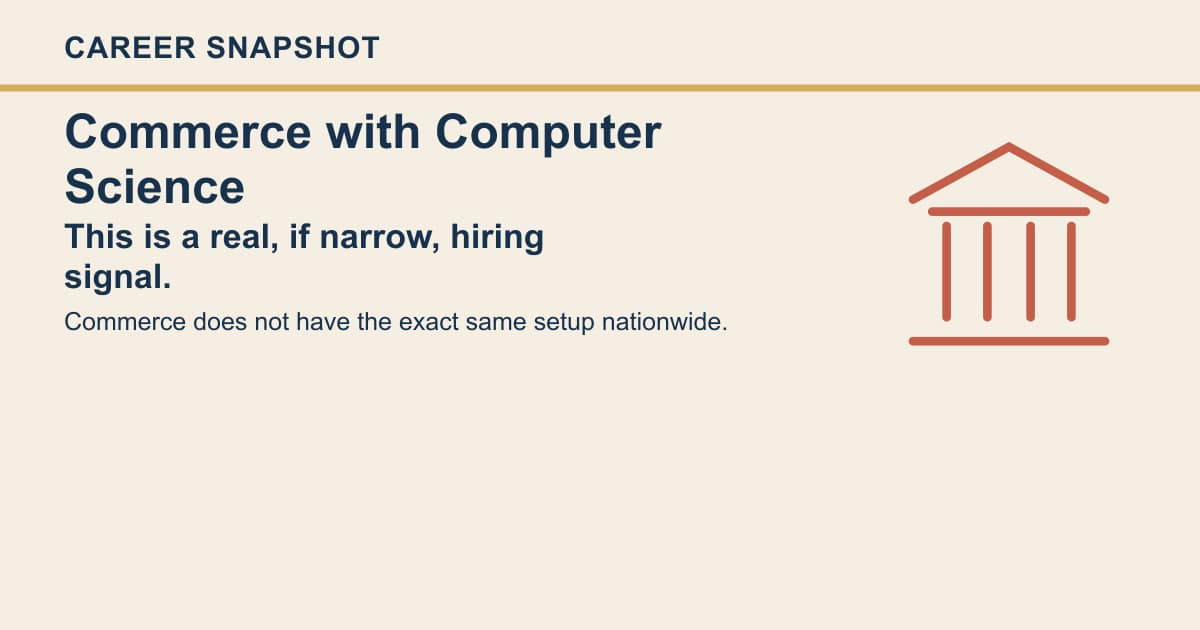 CAREER SNAPSHOT
Commerce with Computer
Science
This is a real, if narrow, hiring
signal.
Commerce does not have the exact same setup nationwide.